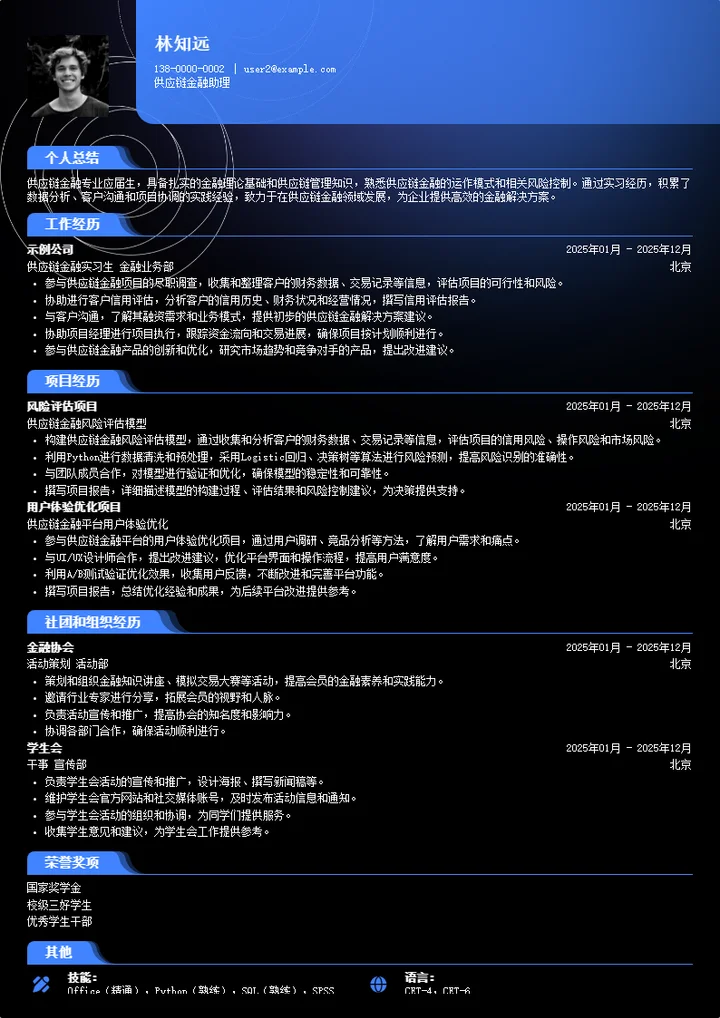 林知远
138-0000-0002 | user2@example.com
供应链金融助理
个人总结
供应链金融专业应届生，具备扎实的金融理论基础和供应链管理知识，熟悉供应链金融的运作模式和相关风险控制。通过实习经历，积累了
数据分析、客户沟通和项目协调的实践经验，致力于在供应链金融领域发展，为企业提供高效的金融解决方案。
工作经历
示例公司 2025年01月 - 2025年12月
供应链金融实习生 金融业务部 北京
• 参与供应链金融项目的尽职调查，收集和整理客户的财务数据、交易记录等信息，评估项目的可行性和风险。
• 协助进行客户信用评估，分析客户的信用历史、财务状况和经营情况，撰写信用评估报告。
• 与客户沟通，了解其融资需求和业务模式，提供初步的供应链金融解决方案建议。
• 协助项目经理进行项目执行，跟踪资金流向和交易进展，确保项目按计划顺利进行。
• 参与供应链金融产品的创新和优化，研究市场趋势和竞争对手的产品，提出改进建议。
项目经历
风险评估项目 2025年01月 - 2025年12月
供应链金融风险评估模型 北京
• 构建供应链金融风险评估模型，通过收集和分析客户的财务数据、交易记录等信息，评估项目的信用风险、操作风险和市场风险。
• 利用Python进行数据清洗和预处理，采用Logistic回归、决策树等算法进行风险预测，提高风险识别的准确性。
• 与团队成员合作，对模型进行验证和优化，确保模型的稳定性和可靠性。
• 撰写项目报告，详细描述模型的构建过程、评估结果和风险控制建议，为决策提供支持。
用户体验优化项目 2025年01月 - 2025年12月
供应链金融平台用户体验优化 北京
• 参与供应链金融平台的用户体验优化项目，通过用户调研、竞品分析等方法，了解用户需求和痛点。
• 与UI/UX设计师合作，提出改进建议，优化平台界面和操作流程，提高用户满意度。
• 利用A/B测试验证优化效果，收集用户反馈，不断改进和完善平台功能。
• 撰写项目报告，总结优化经验和成果，为后续平台改进提供参考。
社团和组织经历
金融协会 2025年01月 - 2025年12月
活动策划 活动部 北京
• 策划和组织金融知识讲座、模拟交易大赛等活动，提高会员的金融素养和实践能力。
• 邀请行业专家进行分享，拓展会员的视野和人脉。
• 负责活动宣传和推广，提高协会的知名度和影响力。
• 协调各部门合作，确保活动顺利进行。
学生会 2025年01月 - 2025年12月
干事 宣传部 北京
• 负责学生会活动的宣传和推广，设计海报、撰写新闻稿等。
• 维护学生会官方网站和社交媒体账号，及时发布活动信息和通知。
• 参与学生会活动的组织和协调，为同学们提供服务。
• 收集学生意见和建议，为学生会工作提供参考。
荣誉奖项
国家奖学金
校级三好学生
优秀学生干部
其他
技能： 语言：
Office（精通），Python（熟练），SQL（熟练），SPSS CET-4，CET-6